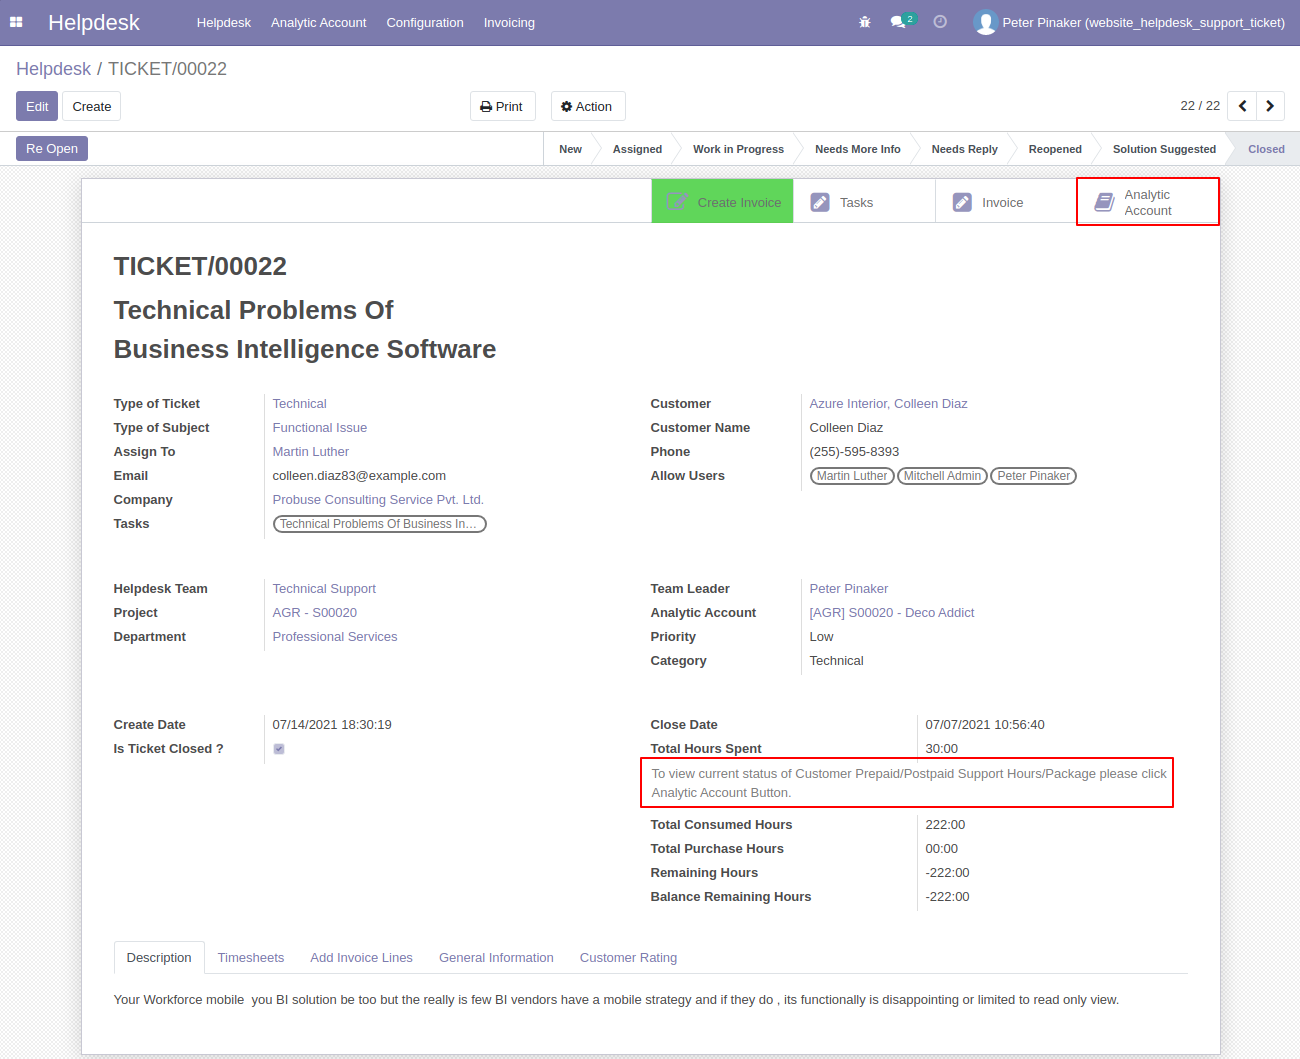 Helpdesk
Helpdesk Analytic Account Configuration Invoicing
2
Peter Pinaker (website_helpdesk_support_ticket)
Helpdesk / TICKET/00022
Edit Create
Print Action
22 / 22
Re Open
New Assigned Work in Progress Needs More Info Needs Reply Reopened Solution Suggested Closed
Create Invoice Tasks Invoice Analytic
Account
TICKET/00022
Technical Problems Of
Business Intelligence Software
Type of Ticket Technical
Type of Subject Functional Issue
Assign To Martin Luther
Email colleen.diaz83@example.com
Company Probuse Consulting Service Pvt. Ltd.
Tasks Technical Problems Of Business In...
Customer Azure Interior, Colleen Diaz
Customer Name Colleen Diaz
Phone (255)-595-8393
Allow Users Martin Luther Mitchell Admin Peter Pinaker
Helpdesk Team Technical Support
Project AGR - S00020
Department Professional Services
Team Leader Peter Pinaker
Analytic Account [AGR] S00020 - Deco Addict
Priority Low
Category Technical
Create Date 07/14/2021 18:30:19
Is Ticket Closed ?
Close Date 07/07/2021 10:56:40
Total Hours Spent 30:00
To view current status of Customer Prepaid/Postpaid Support Hours/Package please click
Analytic Account Button.
Total Consumed Hours 222:00
Total Purchase Hours 00:00
Remaining Hours -222:00
Balance Remaining Hours -222:00
Description Timesheets Add Invoice Lines General Information Customer Rating
Your Workforce mobile  you BI solution be too but the really is few BI vendors have a mobile strategy and if they do , its functionally is disappointing or limited to read only view.